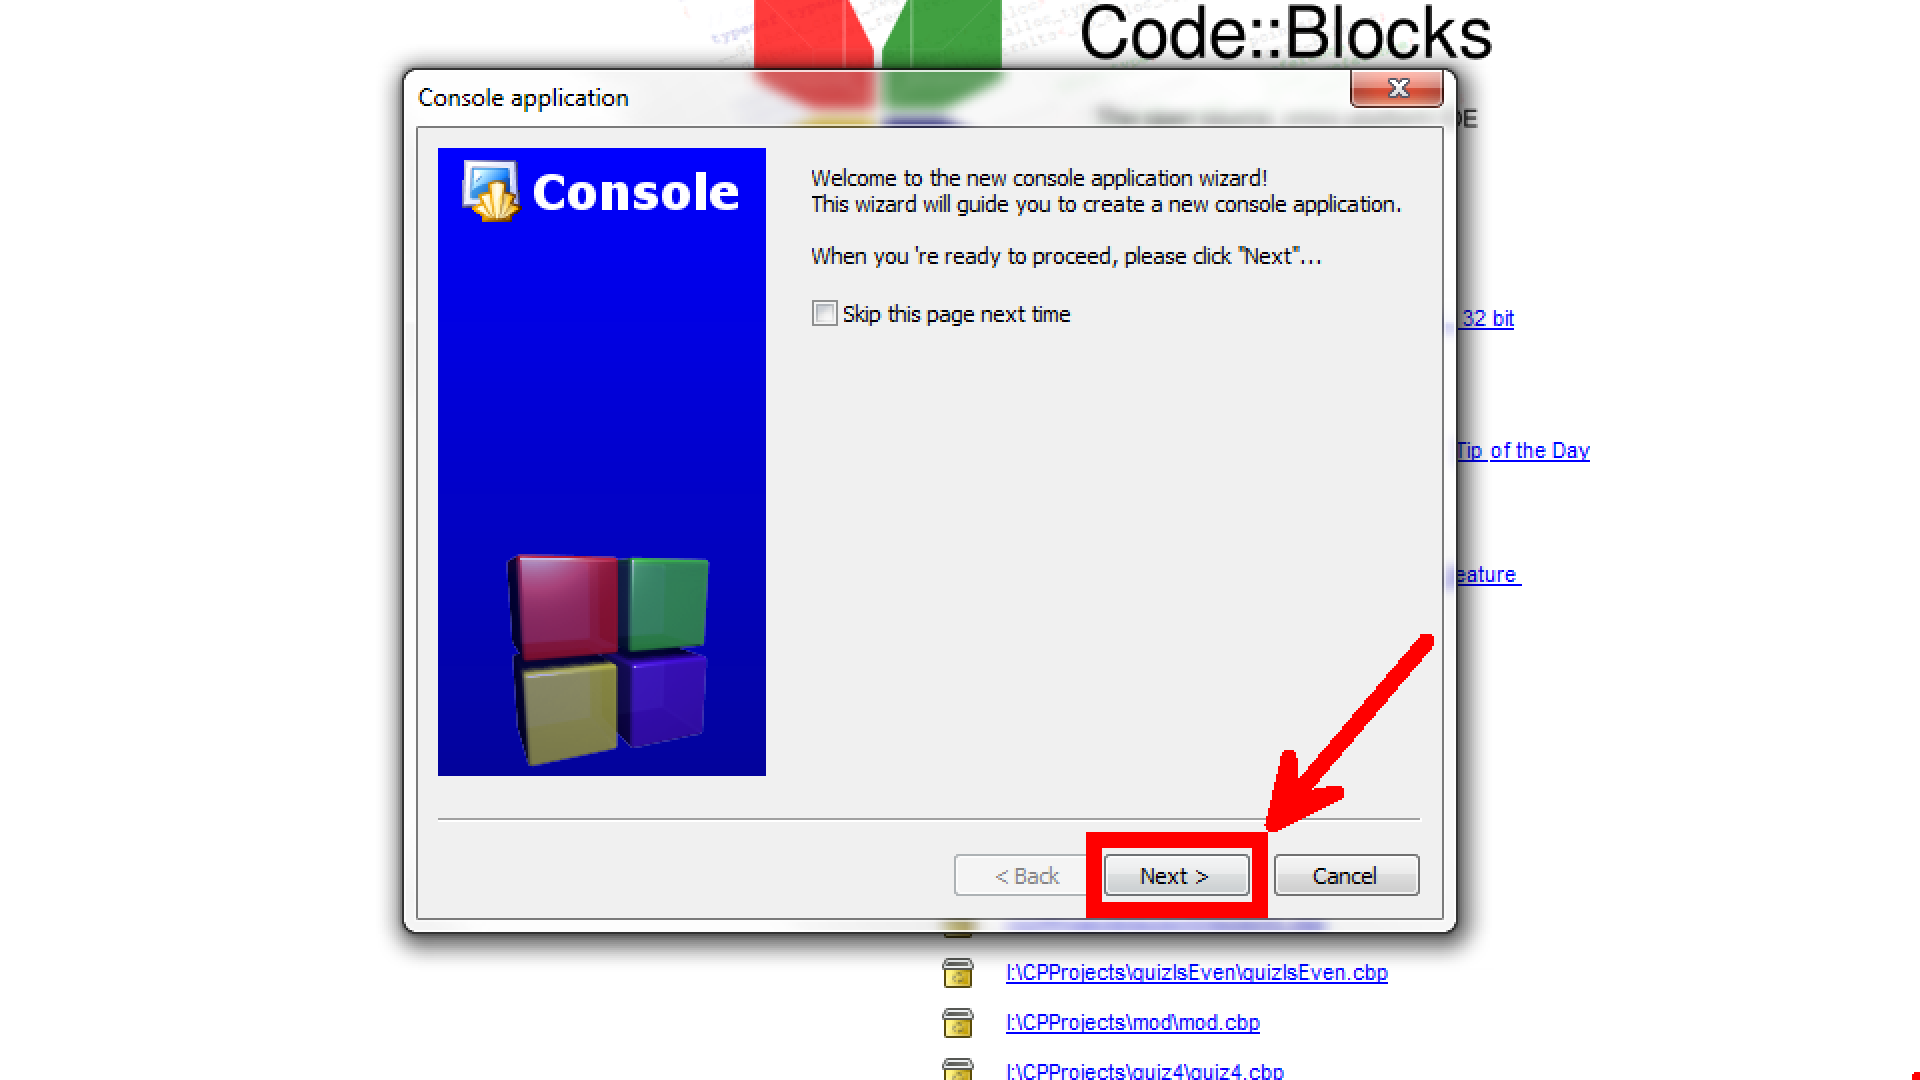 Code::Blocks
Console application
DE
Console
Welcome to the new console application wizard!
This wizard will guide you to create a new console application.
When you 're ready to proceed, please click "Next"...
Skip this page next time
32 bit
Tip of the Day
eature
< Back
Next >
Cancel
I:\CPProjects\quizIsEven\quizIsEven.cbp
I:\CPProjects\mod\mod.cbp
I:\CPProjects\quiz4\quiz4.cbp